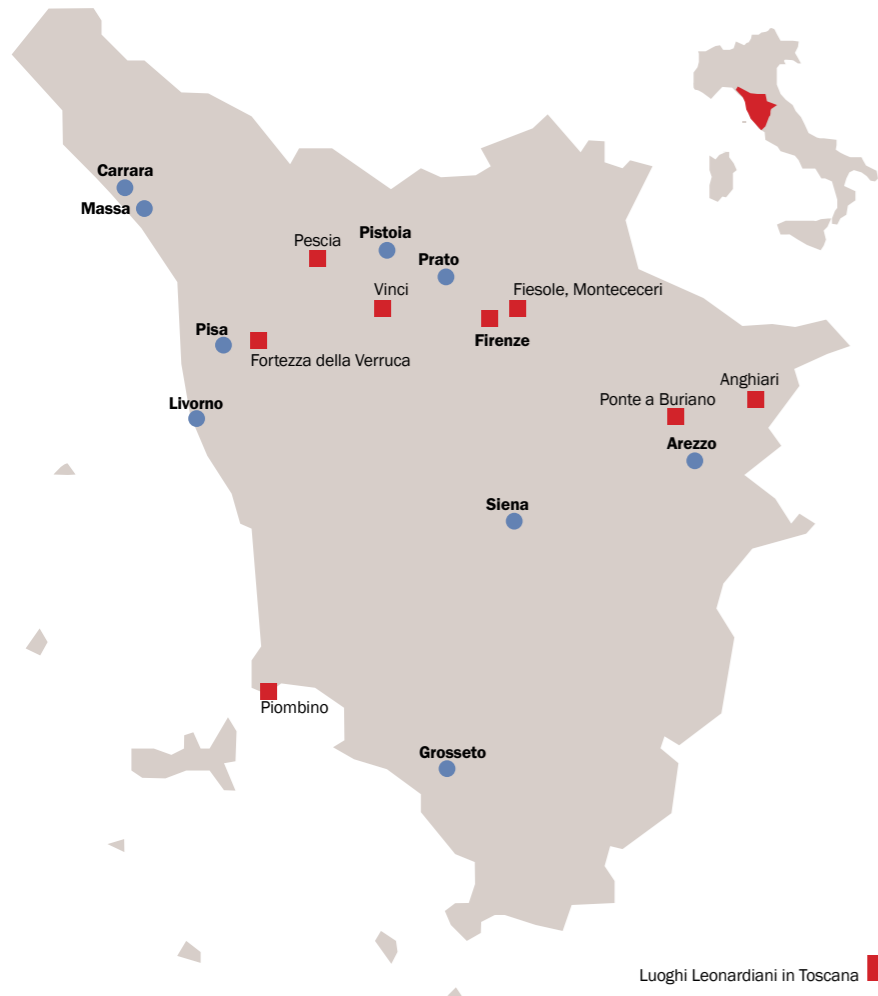 Carrara
Massa
Pistoia
Pescia
Prato
Vinci
Fiesole, Montececeri
Pisa
Firenze
Fortezza della Verruca
Anghiari
Ponte a Buriano
Livorno
Arezzo
Siena
Piombino
Grosseto
Luoghi Leonardiani in Toscana